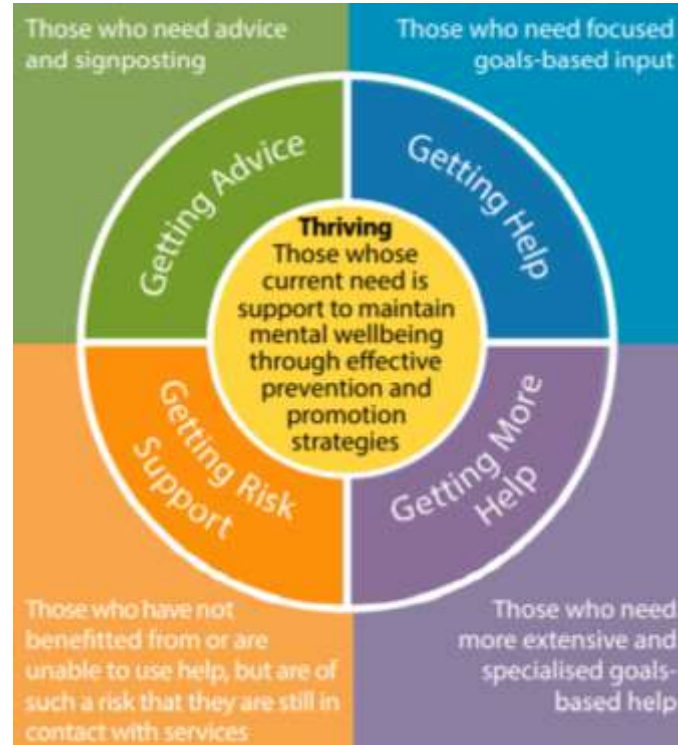 Those who need advice
and signposting
Those who need focused
goals-based input
Getting Advice
Getting Help
Thriving
Those whose
current need is
support to maintain
mental wellbeing
through effective
prevention and
promotion
strategies
Getting Risk
Support
Getting More
Help
Those who have not
benefitted from or are
unable to use help, but are of
such a risk that they are still in
contact with services
Those who need
more extensive and
specialised goals-
based help